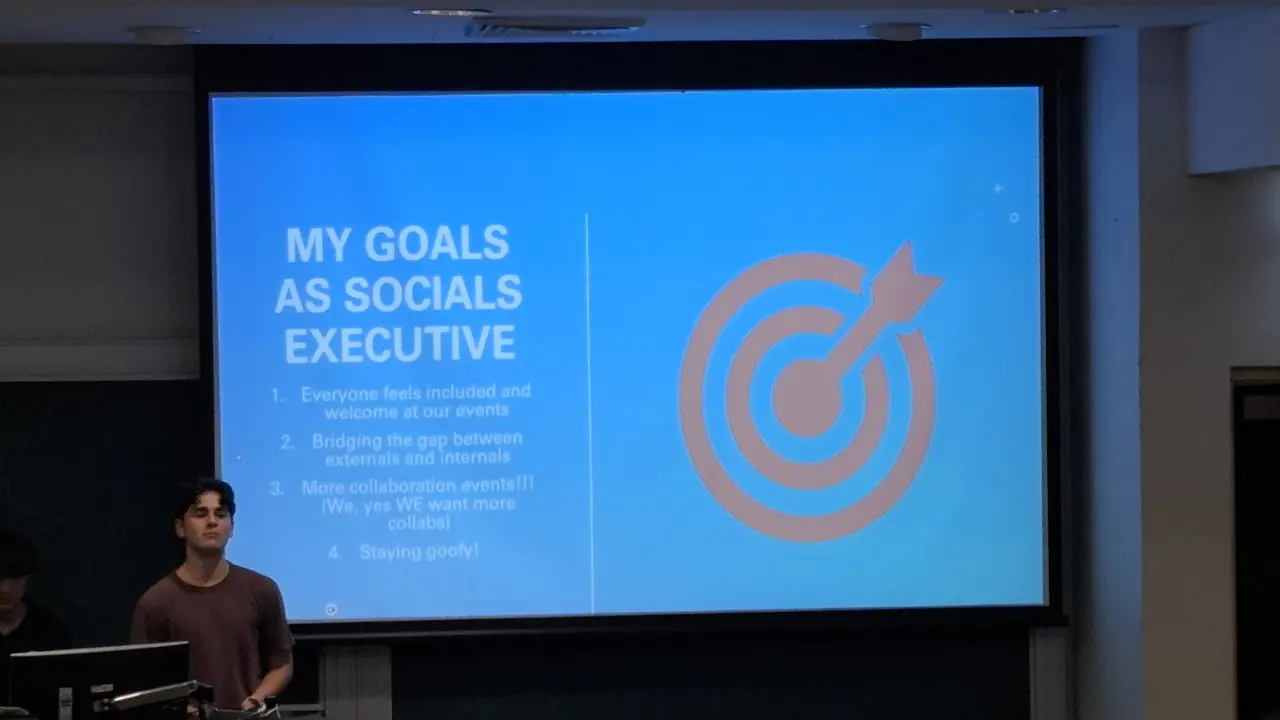 MY GOALS
AS SOCIALS
EXECUTIVE
1. Everyone feels included and
welcome at our events
2. Bridging the gap between
externals and internals
3. More collaboration events!!!
(We, yes WE want more
collabs)
4. Staying goofy!